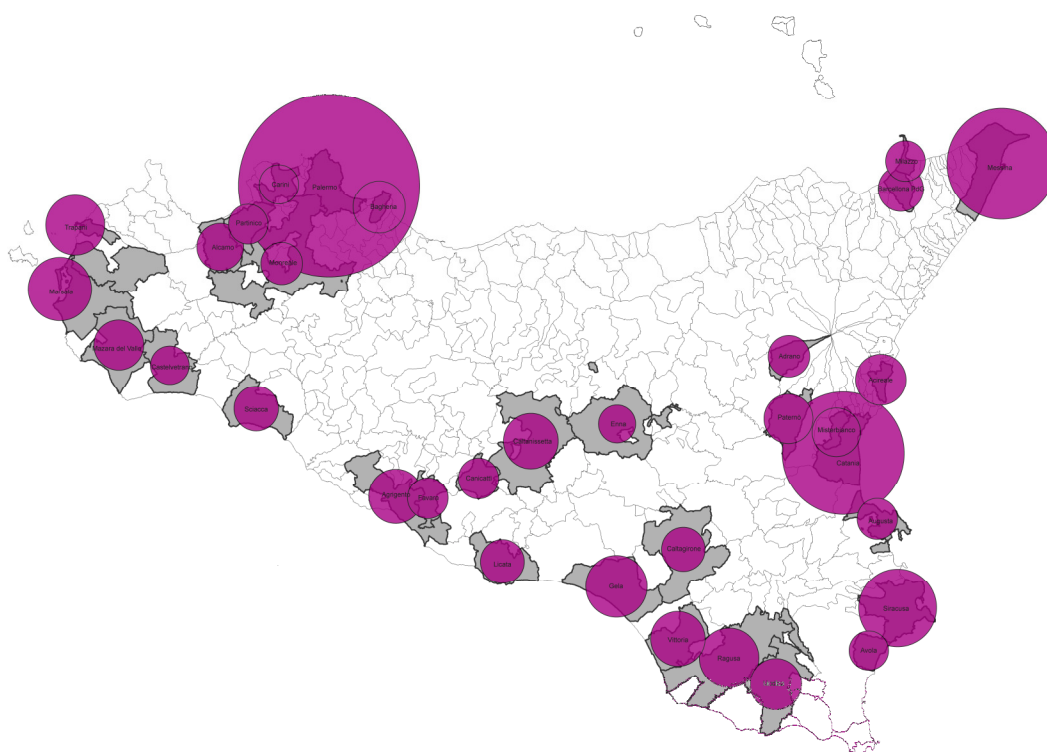 Milazzo
Messina
Carini
Palermo
Barcellona PdG
Bagheria
Partinico
Trapani
Alcamo
Monreale
Marsala
Mazara del Vallo
Adrano
Castelvetrano
Acireale
Sciacca
Paternò
Enna
Misterbianco
Caltanissetta
Catania
Canicattì
Agrigento
Favara
Augusta
Caltagirone
Licata
Gela
Siracusa
Vittoria
Avola
Ragusa